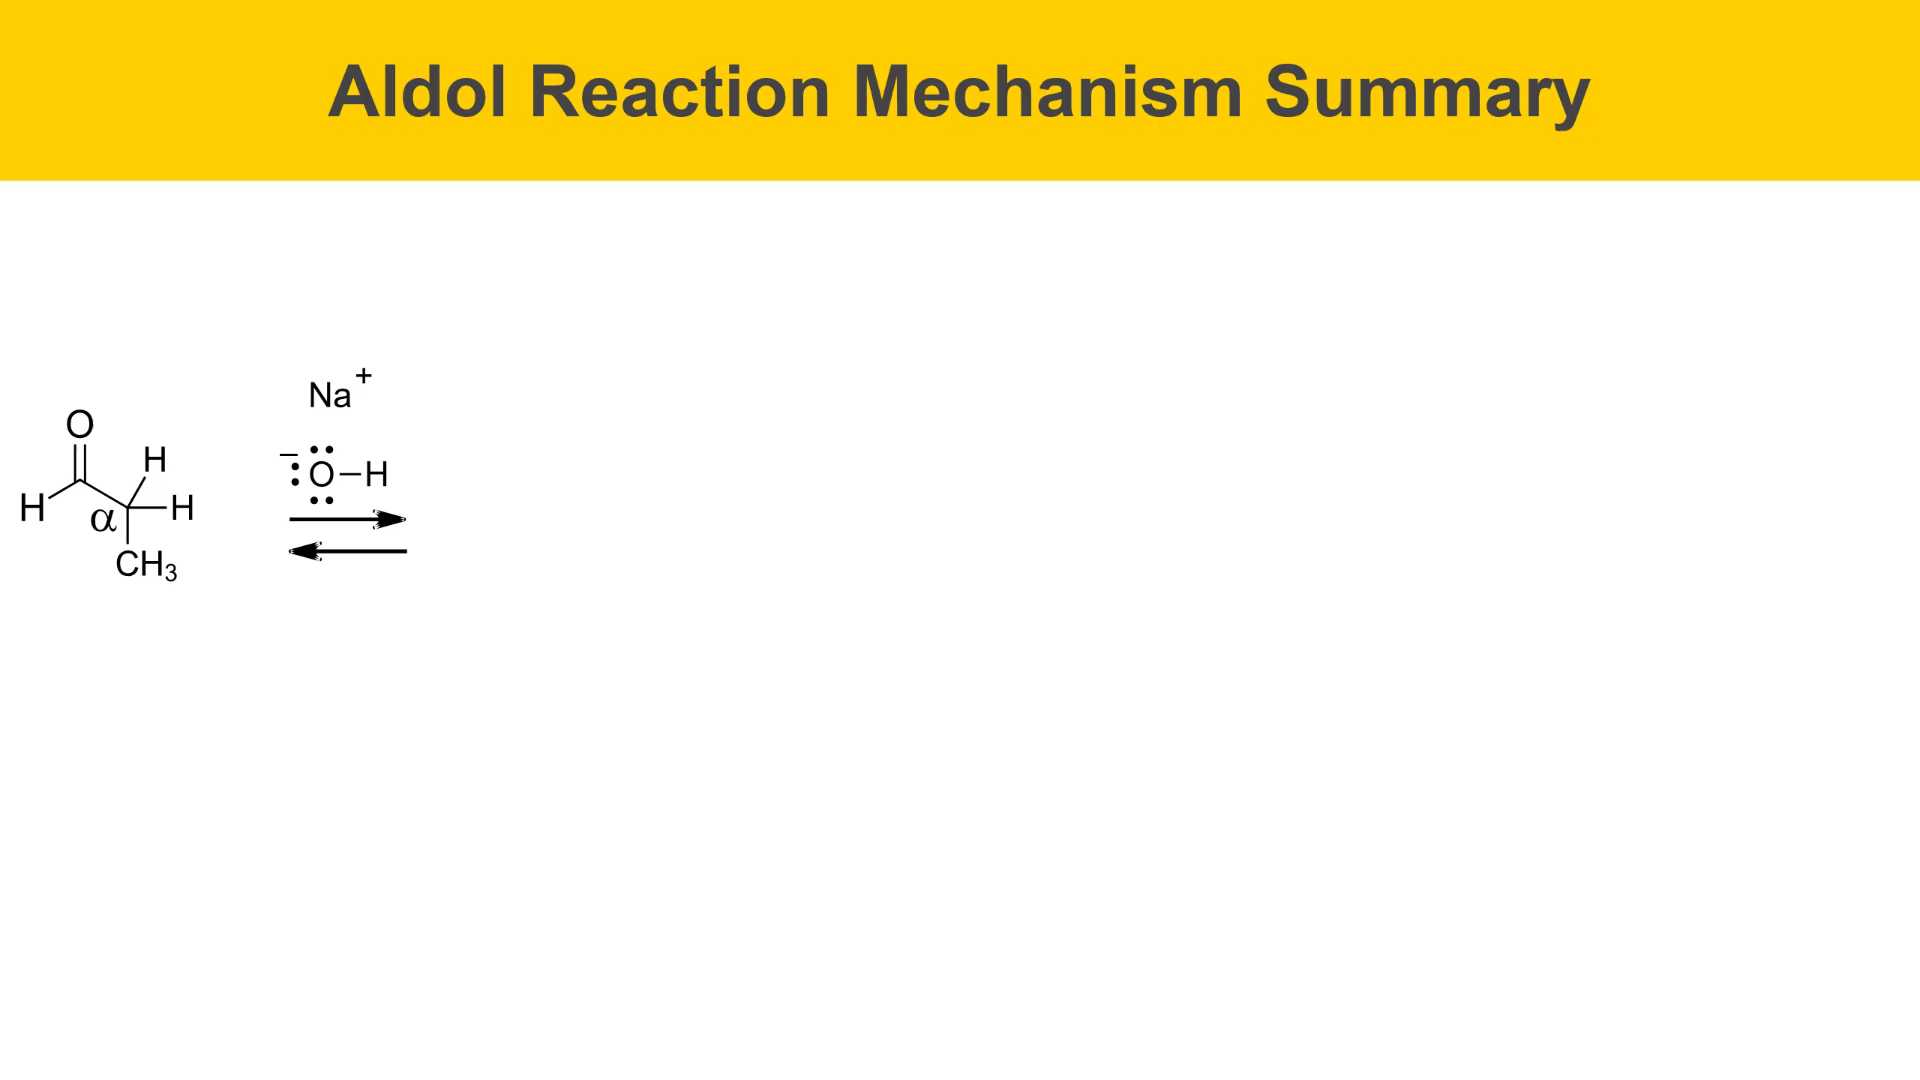 Aldol Reaction Mechanism Summary
Na+
O
H
− O–H
H
H
α
CH₃